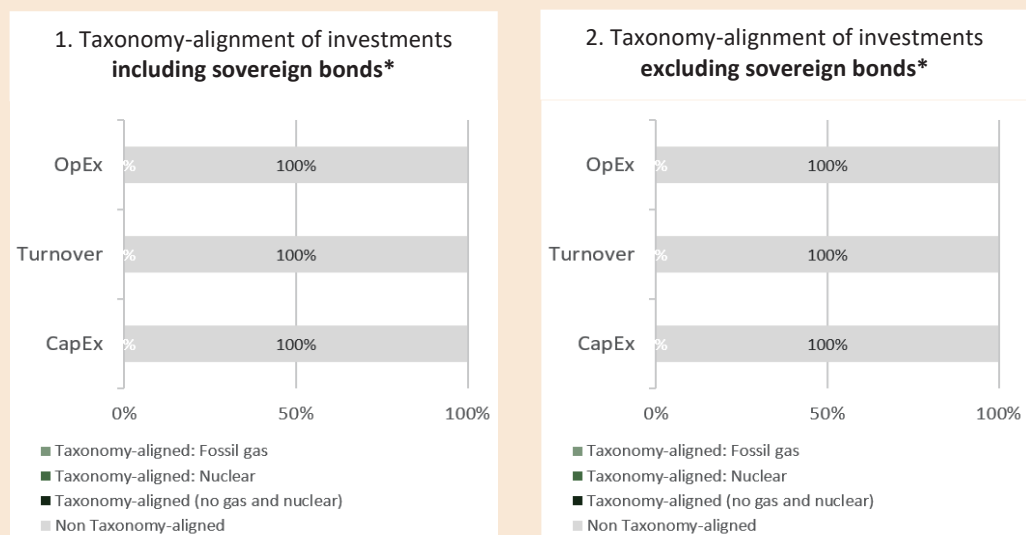 1. Taxonomy-alignment of investments
including sovereign bonds*
OpEx
%
100%
Turnover
%
100%
CapEx
%
100%
0%
50%
100%
Taxonomy-aligned: Fossil gas
Taxonomy-aligned: Nuclear
Taxonomy-aligned (no gas and nuclear)
Non Taxonomy-aligned
2. Taxonomy-alignment of investments
excluding sovereign bonds*
OpEx
%
100%
Turnover
%
100%
CapEx
%
100%
0%
50%
100%
Taxonomy-aligned: Fossil gas
Taxonomy-aligned: Nuclear
Taxonomy-aligned (no gas and nuclear)
Non Taxonomy-aligned